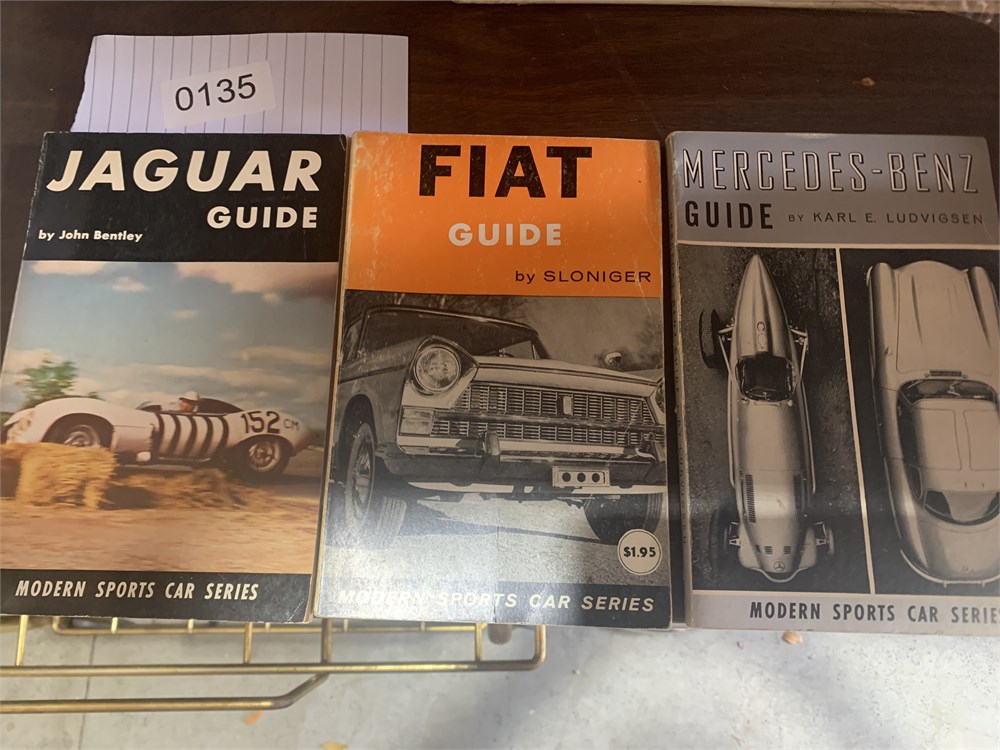 0135
JAGUAR
GUIDE
by John Bentley
152 CM
MODERN SPORTS CAR SERIES
FIAT
GUIDE
by SLONIGER
$1.95
MODERN SPORTS CAR SERIES
MERCEDES-BENZ
GUIDE BY KARL E. LUDVIGSEN
MODERN SPORTS CAR SERIES